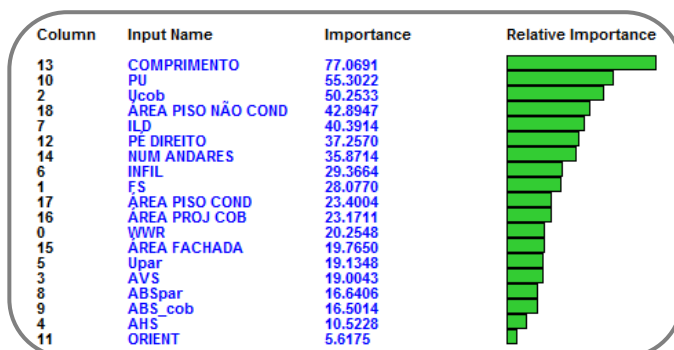 Column Input Name Importance Relative Importance
13 COMPRIMENTO 77.0691
10 PU 55.3022
2 Ucob 50.2533
18 ÁREA PISO NÃO COND 42.8947
7 ILD 40.3914
12 PÉ DIREITO 37.2570
14 NUM ANDARES 35.8714
6 INFIL 29.3664
1 FS 28.0770
17 ÁREA PISO COND 23.4004
16 ÁREA PROJ COB 23.1711
0 WWR 20.2548
15 ÁREA FACHADA 19.7650
5 Upar 19.1348
3 AVS 19.0043
8 ABSpar 16.6406
9 ABS_cob 16.5014
4 AHS 10.5228
11 ORIENT 5.6175